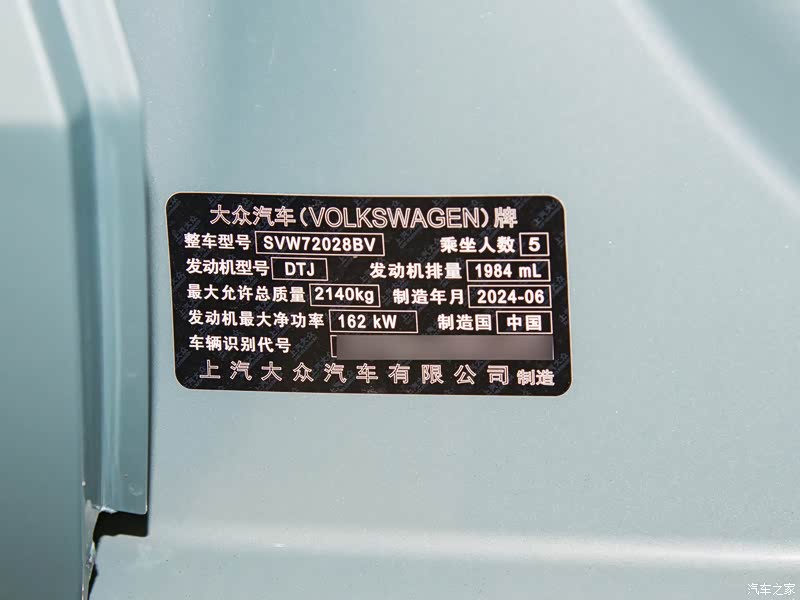 大众汽车(VOLKSWAGEN)牌
整车型号 SVW72028BV 乘坐人数 5
发动机型号 DTJ 发动机排量 1984 mL
最大允许总质量 2140kg 制造年月 2024-06
发动机最大净功率 162 kW 制造国 中国
车辆识别代号
上汽大众汽车有限公司 制造
汽车之家